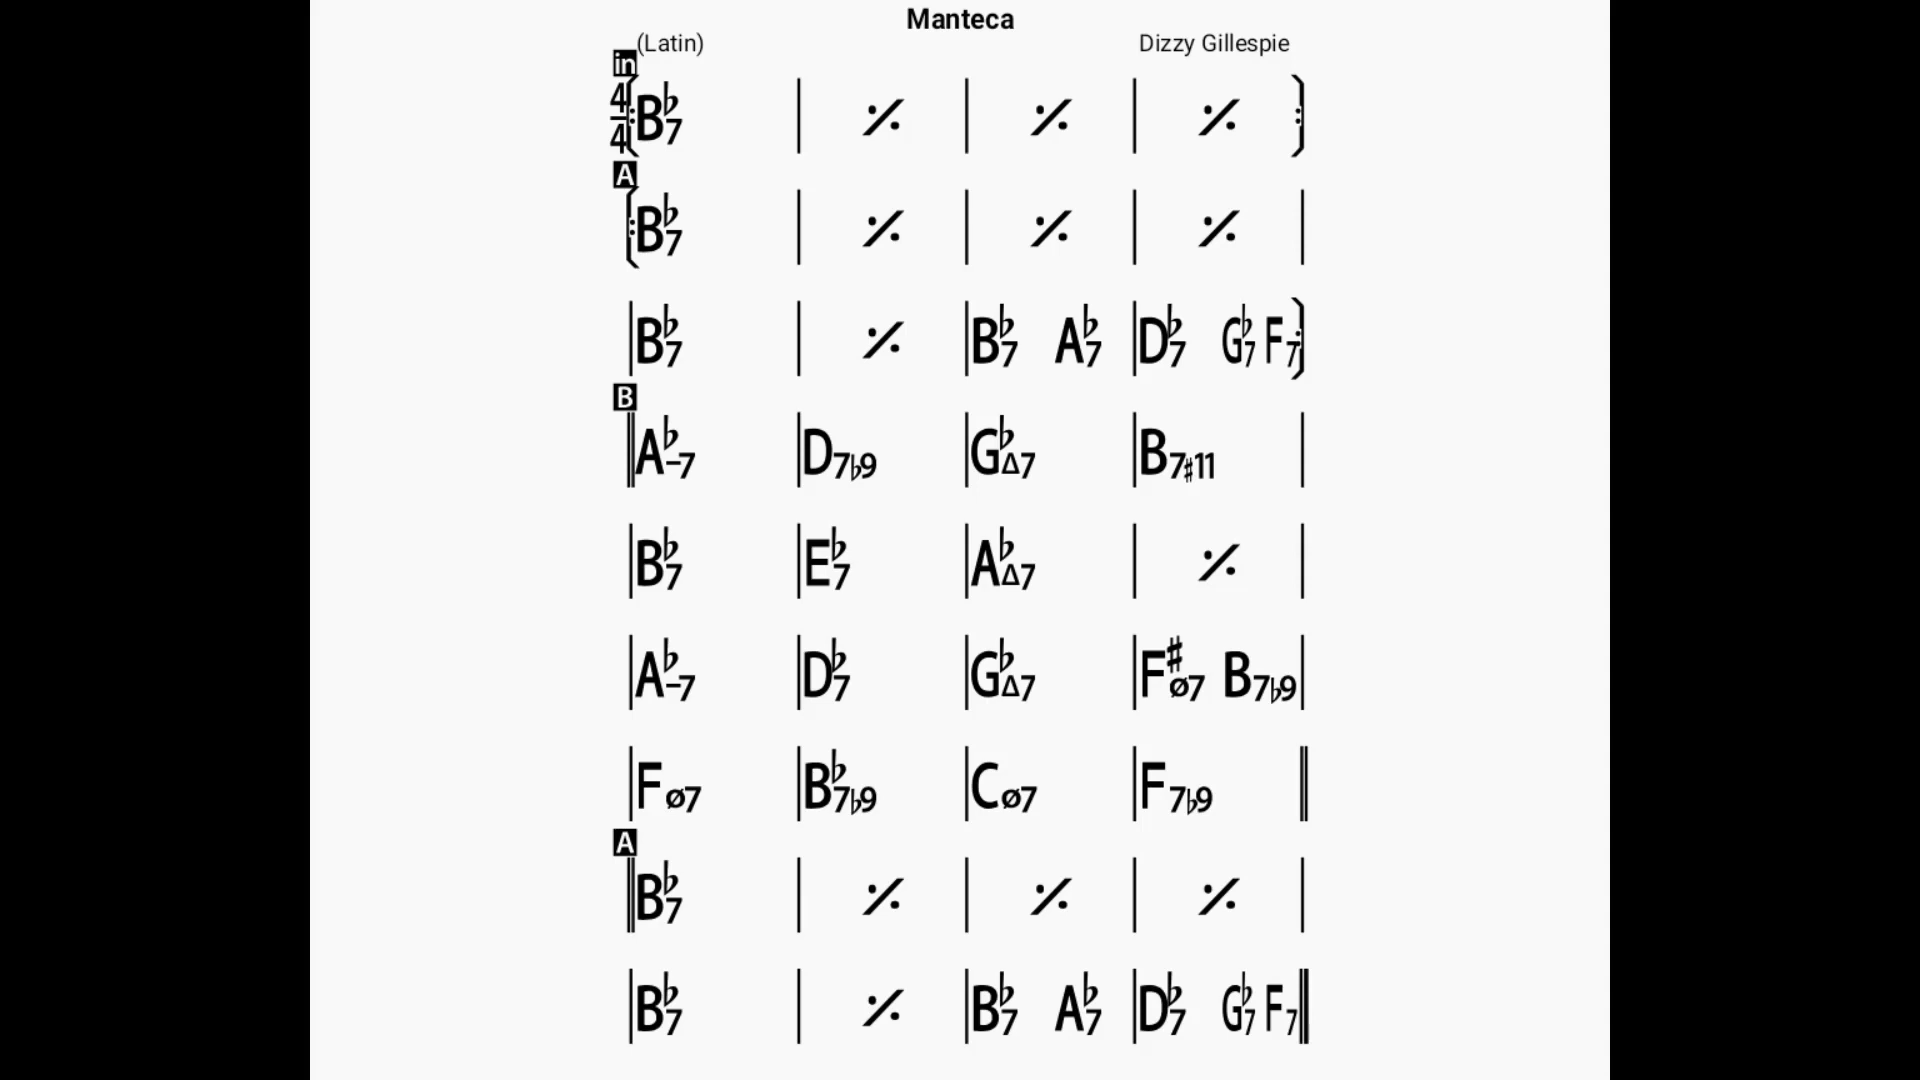 Manteca
(Latin) Dizzy Gillespie
in
4/4 B♭7 | 𝄎 | 𝄎 | 𝄎
A
B♭7 | 𝄎 | 𝄎 | 𝄎
B♭7 | 𝄎 | B♭7 A♭7 | D♭7 G♭7 F7
B
A♭-7 | D7♭9 | G♭Δ7 | B7♯11
B♭7 | E♭7 | A♭Δ7 | 𝄎
A♭-7 | D♭7 | G♭Δ7 | F♯ø7 B7♭9
Fø7 | B♭7♭9 | Cø7 | F7♭9
A
B♭7 | 𝄎 | 𝄎 | 𝄎
B♭7 | 𝄎 | B♭7 A♭7 | D♭7 G♭7 F7